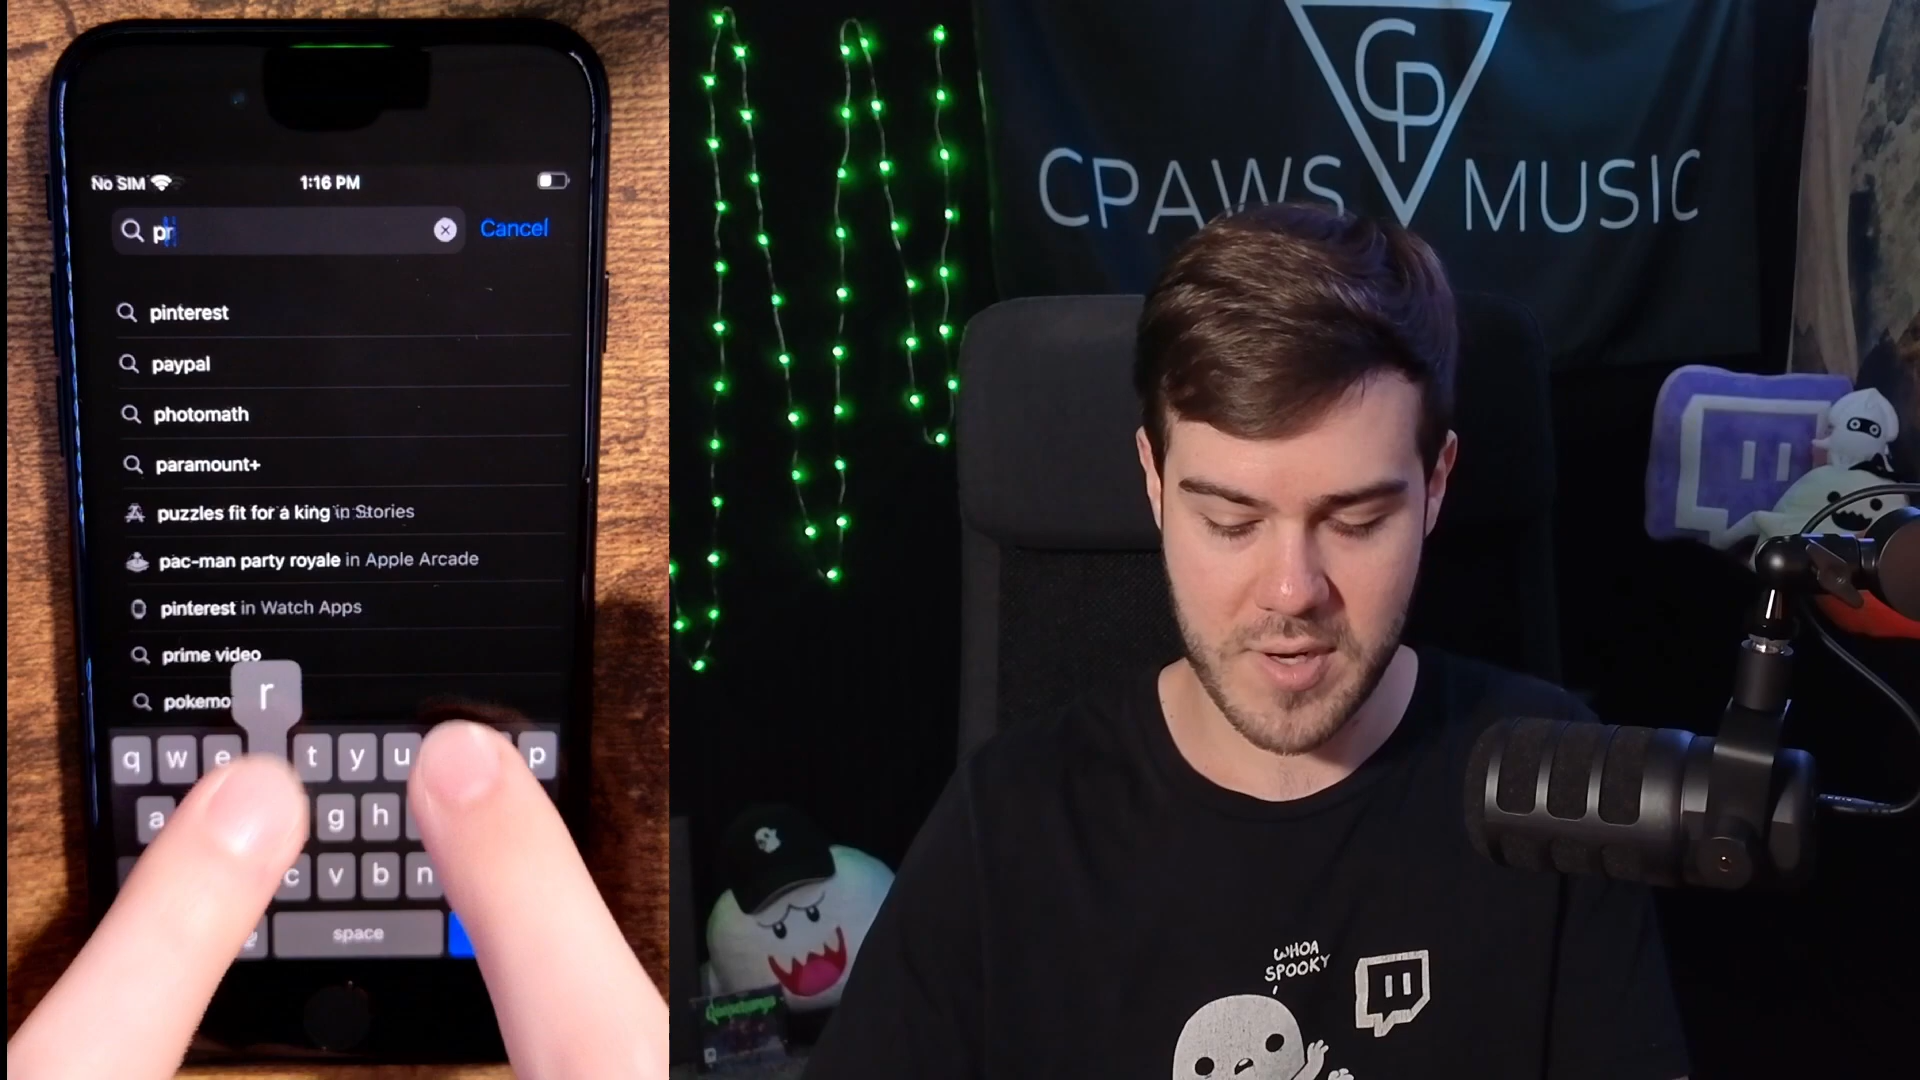 No SIM
1:16 PM
pr
Cancel
pinterest
paypal
photomath
paramount+
puzzles fit for a king in Stories
pac-man party royale in Apple Arcade
pinterest in Watch Apps
prime video
pokemo
r
q w e t y u p
a g h
c v b n
space
CP
CPAWS MUSIC
WHOA
SPOOKY